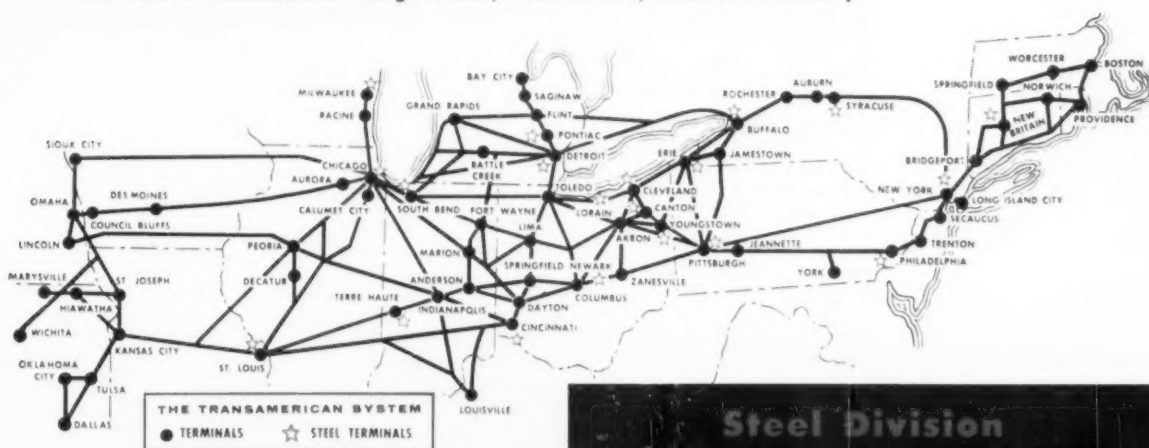 BAY CITY
SAGINAW
FLINT
PONTIAC
DETROIT
MILWAUKEE
RACINE
GRAND RAPIDS
BATTLE CREEK
ROCHESTER
AUBURN
SYRACUSE
BUFFALO
JAMESTOWN
ERIE
WORCESTER
BOSTON
SPRINGFIELD
NORWICH
NEW BRITAIN
PROVIDENCE
BRIDGEPORT
NEW YORK
LONG ISLAND CITY
SECAUCUS
TRENTON
PHILADELPHIA
YORK
SIOUX CITY
CHICAGO
AURORA
CALUMET CITY
SOUTH BEND
FORT WAYNE
TOLEDO
CLEVELAND
LORAIN
CANTON
YOUNGSTOWN
AKRON
PITTSBURGH
JEANNETTE
OMAHA
DES MOINES
COUNCIL BLUFFS
LINCOLN
PEORIA
DECATUR
LIMA
MARION
ANDERSON
SPRINGFIELD
NEWARK
ZANESVILLE
COLUMBUS
DAYTON
CINCINNATI
INDIANAPOLIS
TERRE HAUTE
MARYSVILLE
HIAWATHA
ST. JOSEPH
WICHITA
KANSAS CITY
ST. LOUIS
OKLAHOMA CITY
TULSA
DALLAS
LOUISVILLE
THE TRANSAMERICAN SYSTEM
TERMINALS STEEL TERMINALS
Steel Division